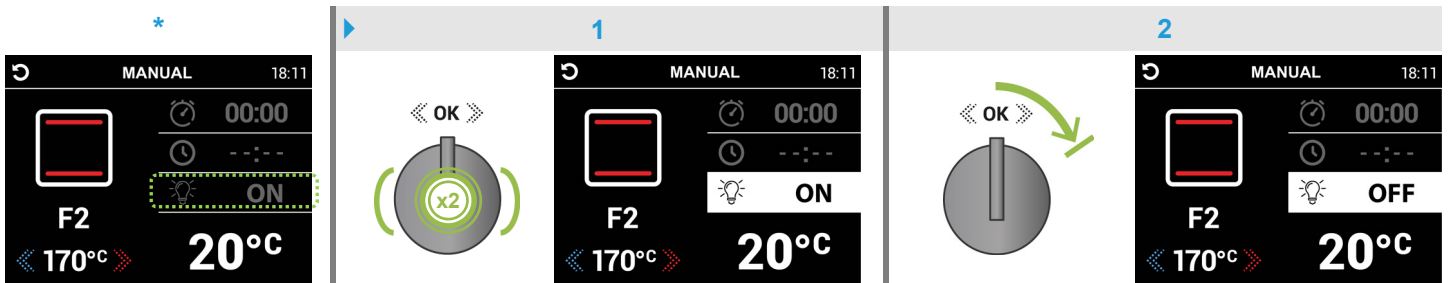 *
MANUAL 18:11
00:00
--:--
ON
F2
170°C
20°C
1
OK
x2
MANUAL 18:11
00:00
--:--
ON
F2
170°C
20°C
2
OK
MANUAL 18:11
00:00
--:--
OFF
F2
170°C
20°C